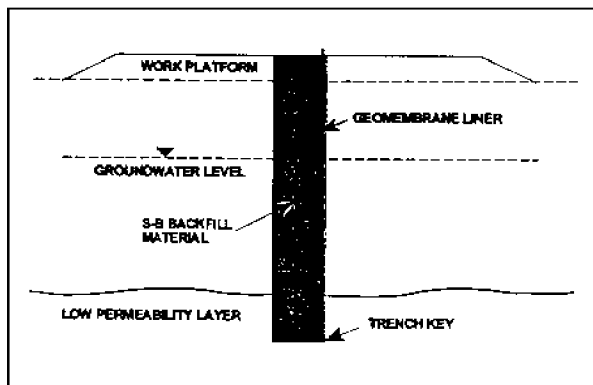 WORK PLATFORM
GEOMEMBRANE LINER
GROUNDWATER LEVEL
S-B BACKFILL
MATERIAL
LOW PERMEABILITY LAYER
TRENCH KEY